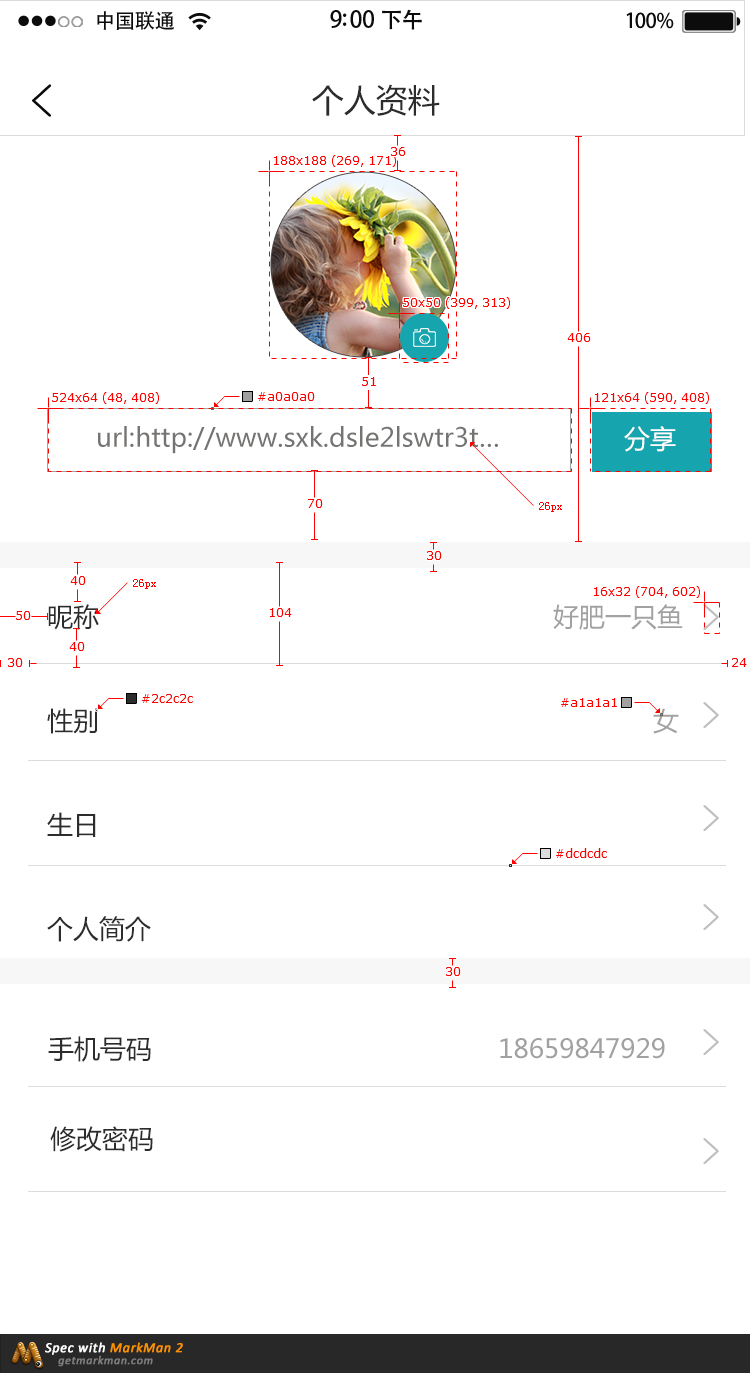 中国联通 9:00 下午 100%
个人资料
36
188x188 (269, 171)
50x50 (399, 313)
406
51
524x64 (48, 408) #a0a0a0 121x64 (590, 408)
url:http://www.sxk.dsle2lswtr3t... 分享
70 26px
30
40 26px 104 16x32 (704, 602)
50 昵称 好肥一只鱼
40
30 24
#2c2c2c #a1a1a1
性别 女
生日
#dcdcdc
个人简介
30
手机号码 18659847929
修改密码
Spec with MarkMan 2
getmarkman.com